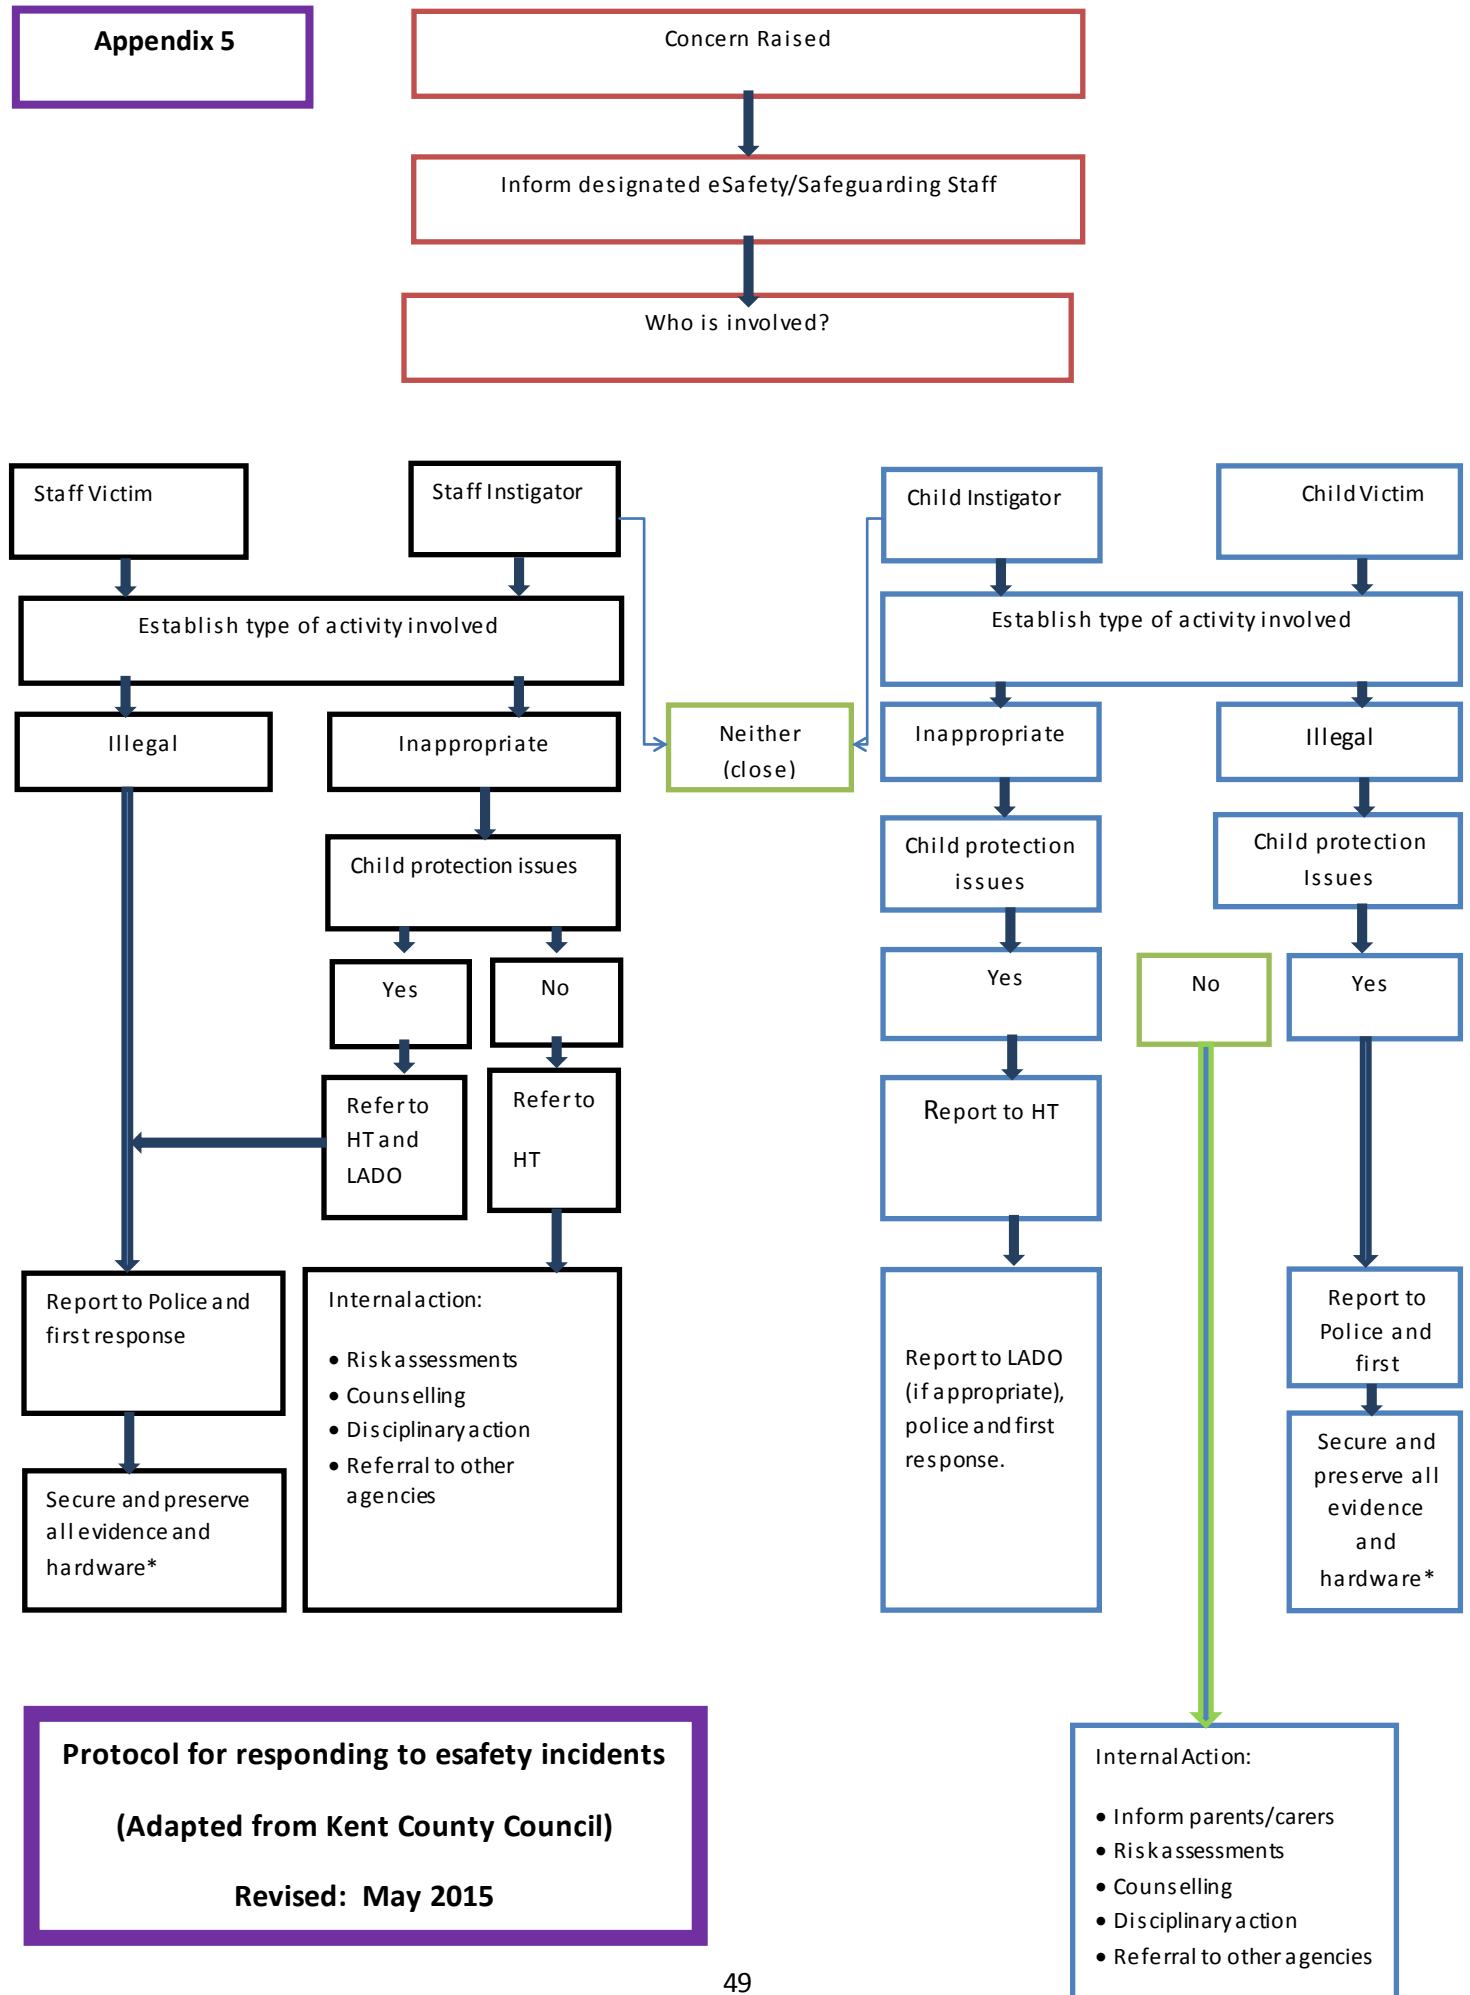 Appendix 5
Concern Raised
Inform designated eSafety/Safeguarding Staff
Who is involved?
Staff Victim
Staff Instigator
Child Instigator
Child Victim
Establish type of activity involved
Establish type of activity involved
Illegal
Inappropriate
Neither
(close)
Inappropriate
Illegal
Child protection issues
Child protection
issues
Child protection
Issues
Yes
No
Yes
No
Yes
Refer to
HT and
LADO
Refer to
HT
Report to HT
Report to Police and
first response
Internal action:
• Risk assessments
• Counselling
• Disciplinary action
• Referral to other
agencies
Report to LADO
(if appropriate),
police and first
response.
Report to
Police and
first
Secure and preserve
all evidence and
hardware*
Secure and
preserve all
evidence
and
hardware*
Protocol for responding to esafety incidents
(Adapted from Kent County Council)
Revised: May 2015
Internal Action:
• Inform parents/carers
• Risk assessments
• Counselling
• Disciplinary action
• Referral to other agencies
49